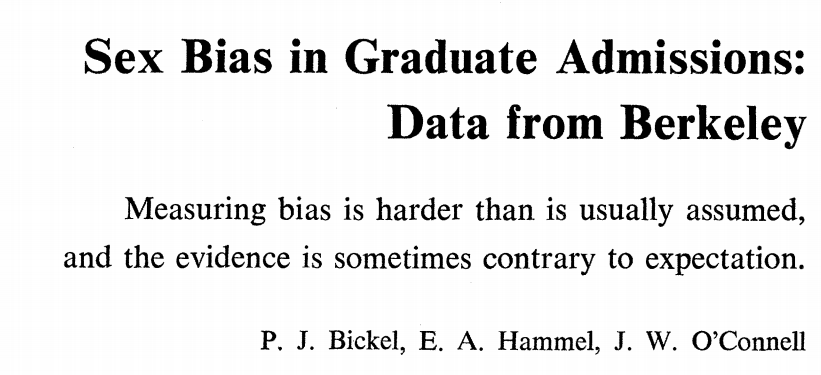 Sex Bias in Graduate Admissions:
Data from Berkeley
Measuring bias is harder than is usually assumed,
and the evidence is sometimes contrary to expectation.
P. J. Bickel, E. A. Hammel, J. W. O'Connell